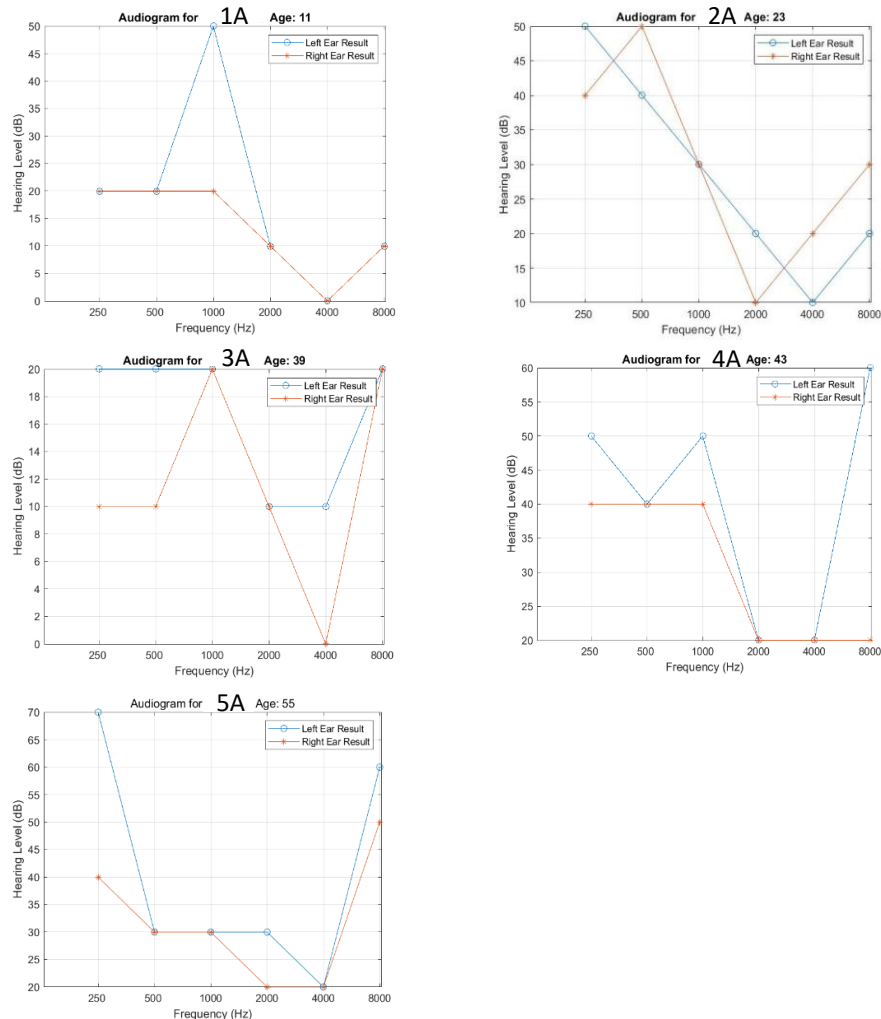 Audiogram for 1A Age: 11
Left Ear Result
Right Ear Result
Hearing Level (dB)
50
45
40
35
30
25
20
15
10
5
0
250 500 1000 2000 4000 8000
Frequency (Hz)
Audiogram for 2A Age: 23
Left Ear Result
Right Ear Result
Hearing Level (dB)
50
45
40
35
30
25
20
15
10
250 500 1000 2000 4000 8000
Frequency (Hz)
Audiogram for 3A Age: 39
Left Ear Result
Right Ear Result
Hearing Level (dB)
20
18
16
14
12
10
8
6
4
2
0
250 500 1000 2000 4000 8000
Frequency (Hz)
Audiogram for 4A Age: 43
Left Ear Result
Right Ear Result
Hearing Level (dB)
60
55
50
45
40
35
30
25
20
250 500 1000 2000 4000 8000
Frequency (Hz)
Audiogram for 5A Age: 55
Left Ear Result
Right Ear Result
Hearing Level (dB)
70
65
60
55
50
45
40
35
30
25
20
250 500 1000 2000 4000 8000
Frequency (Hz)